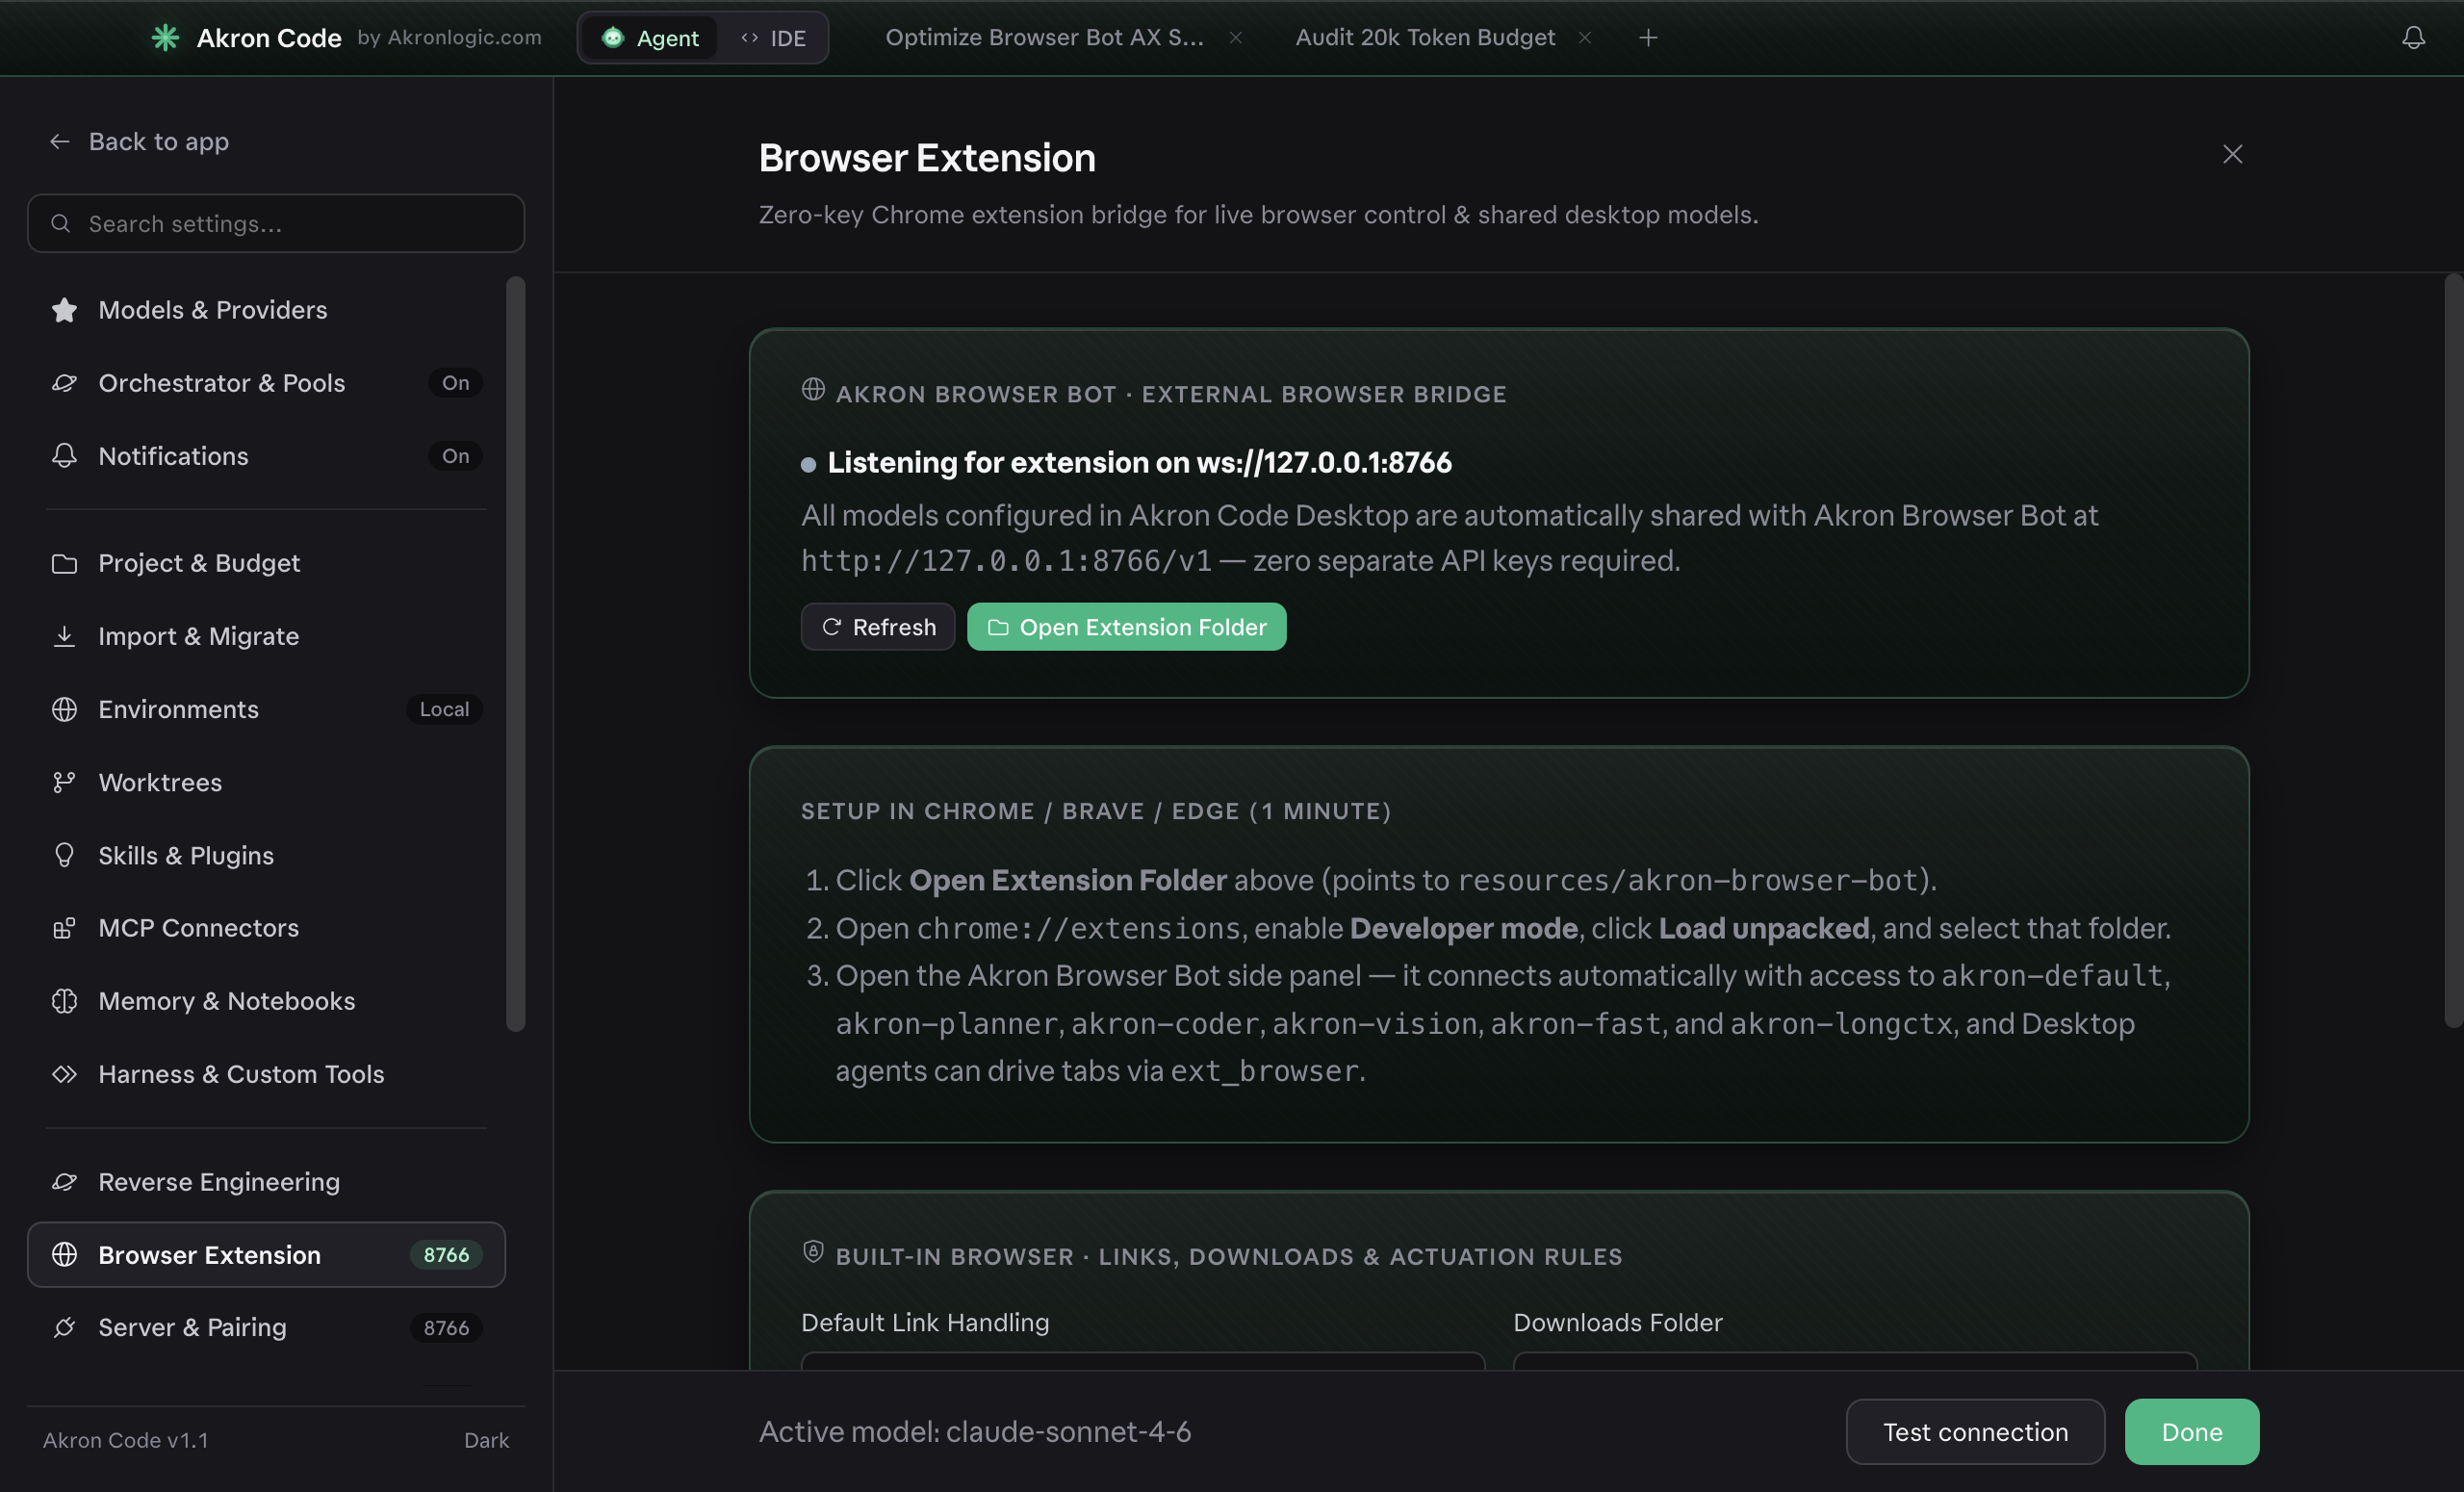 Akron Code by Akronlogic.com
Agent
IDE
Optimize Browser Bot AX S...
Audit 20k Token Budget
Back to app
Search settings...
Models & Providers
Orchestrator & Pools On
Notifications On
Project & Budget
Import & Migrate
Environments Local
Worktrees
Skills & Plugins
MCP Connectors
Memory & Notebooks
Harness & Custom Tools
Reverse Engineering
Browser Extension 8766
Server & Pairing 8766
Akron Code v1.1 Dark
Browser Extension
Zero-key Chrome extension bridge for live browser control & shared desktop models.
AKRON BROWSER BOT · EXTERNAL BROWSER BRIDGE
Listening for extension on ws://127.0.0.1:8766
All models configured in Akron Code Desktop are automatically shared with Akron Browser Bot at
http://127.0.0.1:8766/v1 — zero separate API keys required.
Refresh
Open Extension Folder
SETUP IN CHROME / BRAVE / EDGE (1 MINUTE)
1. Click Open Extension Folder above (points to resources/akron-browser-bot).
2. Open chrome://extensions, enable Developer mode, click Load unpacked, and select that folder.
3. Open the Akron Browser Bot side panel — it connects automatically with access to akron-default,
akron-planner, akron-coder, akron-vision, akron-fast, and akron-longctx, and Desktop
agents can drive tabs via ext_browser.
BUILT-IN BROWSER · LINKS, DOWNLOADS & ACTUATION RULES
Default Link Handling
Downloads Folder
Active model: claude-sonnet-4-6
Test connection
Done